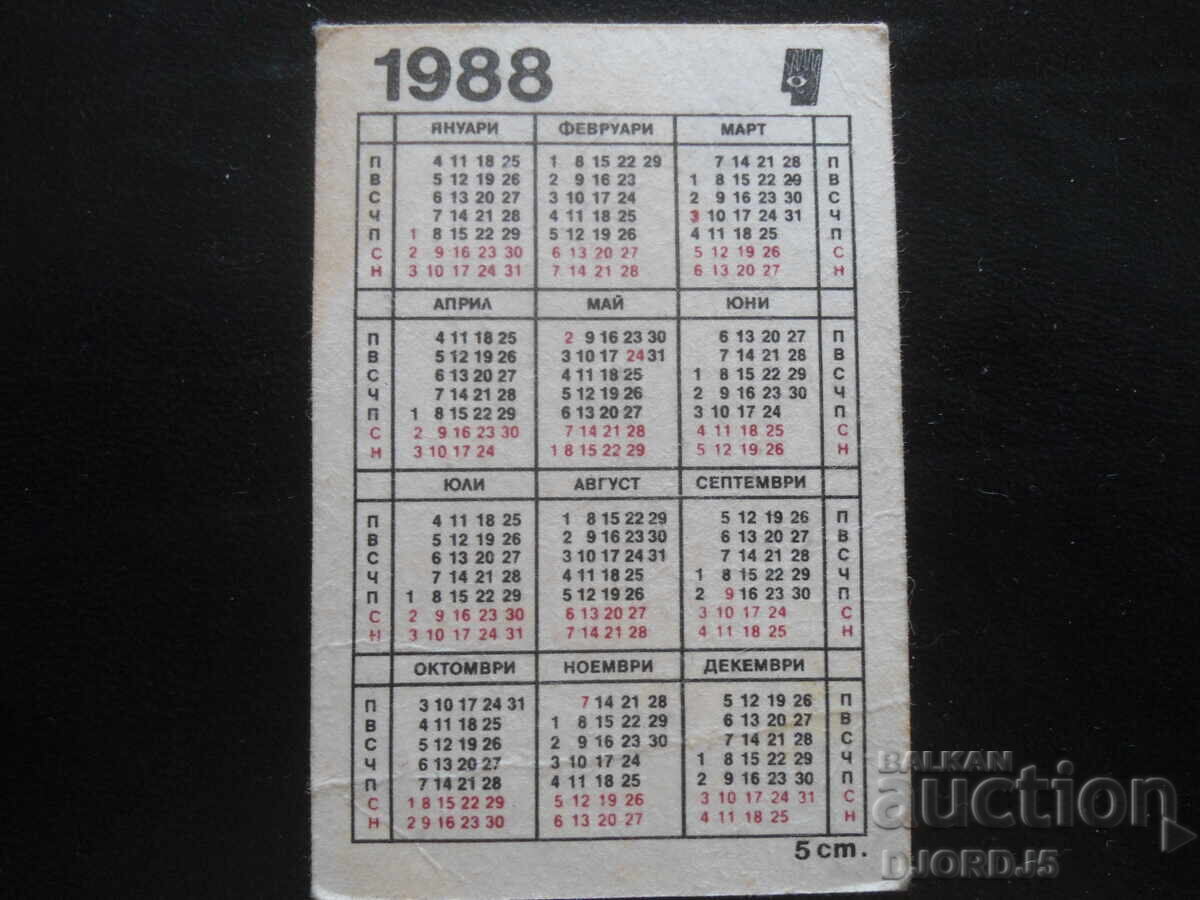 1988
ЯНУАРИ ФЕВРУАРИ МАРТ
П 4 11 18 25 1 8 15 22 29 7 14 21 28 П
В 5 12 19 26 2 9 16 23 1 8 15 22 29 В
С 6 13 20 27 3 10 17 24 2 9 16 23 30 С
Ч 7 14 21 28 4 11 18 25 3 10 17 24 31 Ч
П 1 8 15 22 29 5 12 19 26 4 11 18 25 П
С 2 9 16 23 30 6 13 20 27 5 12 19 26 С
Н 3 10 17 24 31 7 14 21 28 6 13 20 27 Н
АПРИЛ МАЙ ЮНИ
П 4 11 18 25 2 9 16 23 30 6 13 20 27 П
В 5 12 19 26 3 10 17 24 31 7 14 21 28 В
С 6 13 20 27 4 11 18 25 1 8 15 22 29 С
Ч 7 14 21 28 5 12 19 26 2 9 16 23 30 Ч
П 1 8 15 22 29 6 13 20 27 3 10 17 24 П
С 2 9 16 23 30 7 14 21 28 4 11 18 25 С
Н 3 10 17 24 1 8 15 22 29 5 12 19 26 Н
ЮЛИ АВГУСТ СЕПТЕМВРИ
П 4 11 18 25 1 8 15 22 29 5 12 19 26 П
В 5 12 19 26 2 9 16 23 30 6 13 20 27 В
С 6 13 20 27 3 10 17 24 31 7 14 21 28 С
Ч 7 14 21 28 4 11 18 25 1 8 15 22 29 Ч
П 1 8 15 22 29 5 12 19 26 2 9 16 23 30 П
С 2 9 16 23 30 6 13 20 27 3 10 17 24 С
Н 3 10 17 24 31 7 14 21 28 4 11 18 25 Н
ОКТОМВРИ НОЕМВРИ ДЕКЕМВРИ
П 3 10 17 24 31 7 14 21 28 5 12 19 26 П
В 4 11 18 25 1 8 15 22 29 6 13 20 27 В
С 5 12 19 26 2 9 16 23 30 7 14 21 28 С
Ч 6 13 20 27 3 10 17 24 1 8 15 22 29 Ч
П 7 14 21 28 4 11 18 25 2 9 16 23 30 П
С 1 8 15 22 29 5 12 19 26 3 10 17 24 31 С
Н 2 9 16 23 30 6 13 20 27 4 11 18 25 Н
5 cm.
BALKAN
auction
DJORD_J5